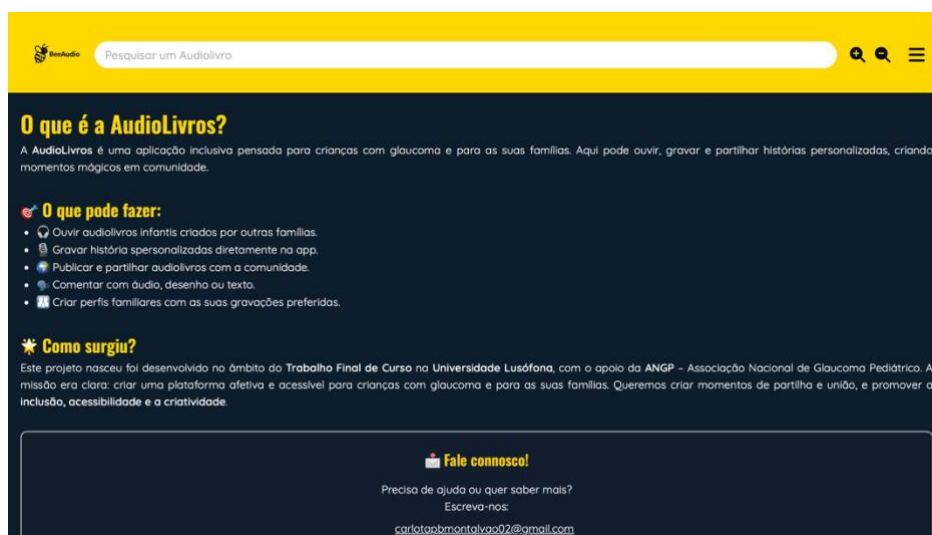 BeeAudio
Pesquisar um Audiolivro
O que é a AudioLivros?
A AudioLivros é uma aplicação inclusiva pensada para crianças com glaucoma e para as suas famílias. Aqui pode ouvir, gravar e partilhar histórias personalizadas, criando
momentos mágicos em comunidade.
🎯 O que pode fazer:
• 🎧 Ouvir audiolivros infantis criados por outras famílias.
• 🎙 Gravar história spersonalizadas diretamente na app.
• 🌍 Publicar e partilhar audiolivros com a comunidade.
• 🗣 Comentar com áudio, desenho ou texto.
• Criar perfis familiares com as suas gravações preferidas.
🌟 Como surgiu?
Este projeto nasceu foi desenvolvido no âmbito do Trabalho Final de Curso na Universidade Lusófona, com o apoio da ANGP – Associação Nacional de Glaucoma Pediátrico. A
missão era clara: criar uma plataforma afetiva e acessível para crianças com glaucoma e para as suas famílias. Queremos criar momentos de partilha e união, e promover a
inclusão, acessibilidade e a criatividade.
📩 Fale connosco!
Precisa de ajuda ou quer saber mais?
Escreva-nos:
carlotapbmontalvao02@gmail.com